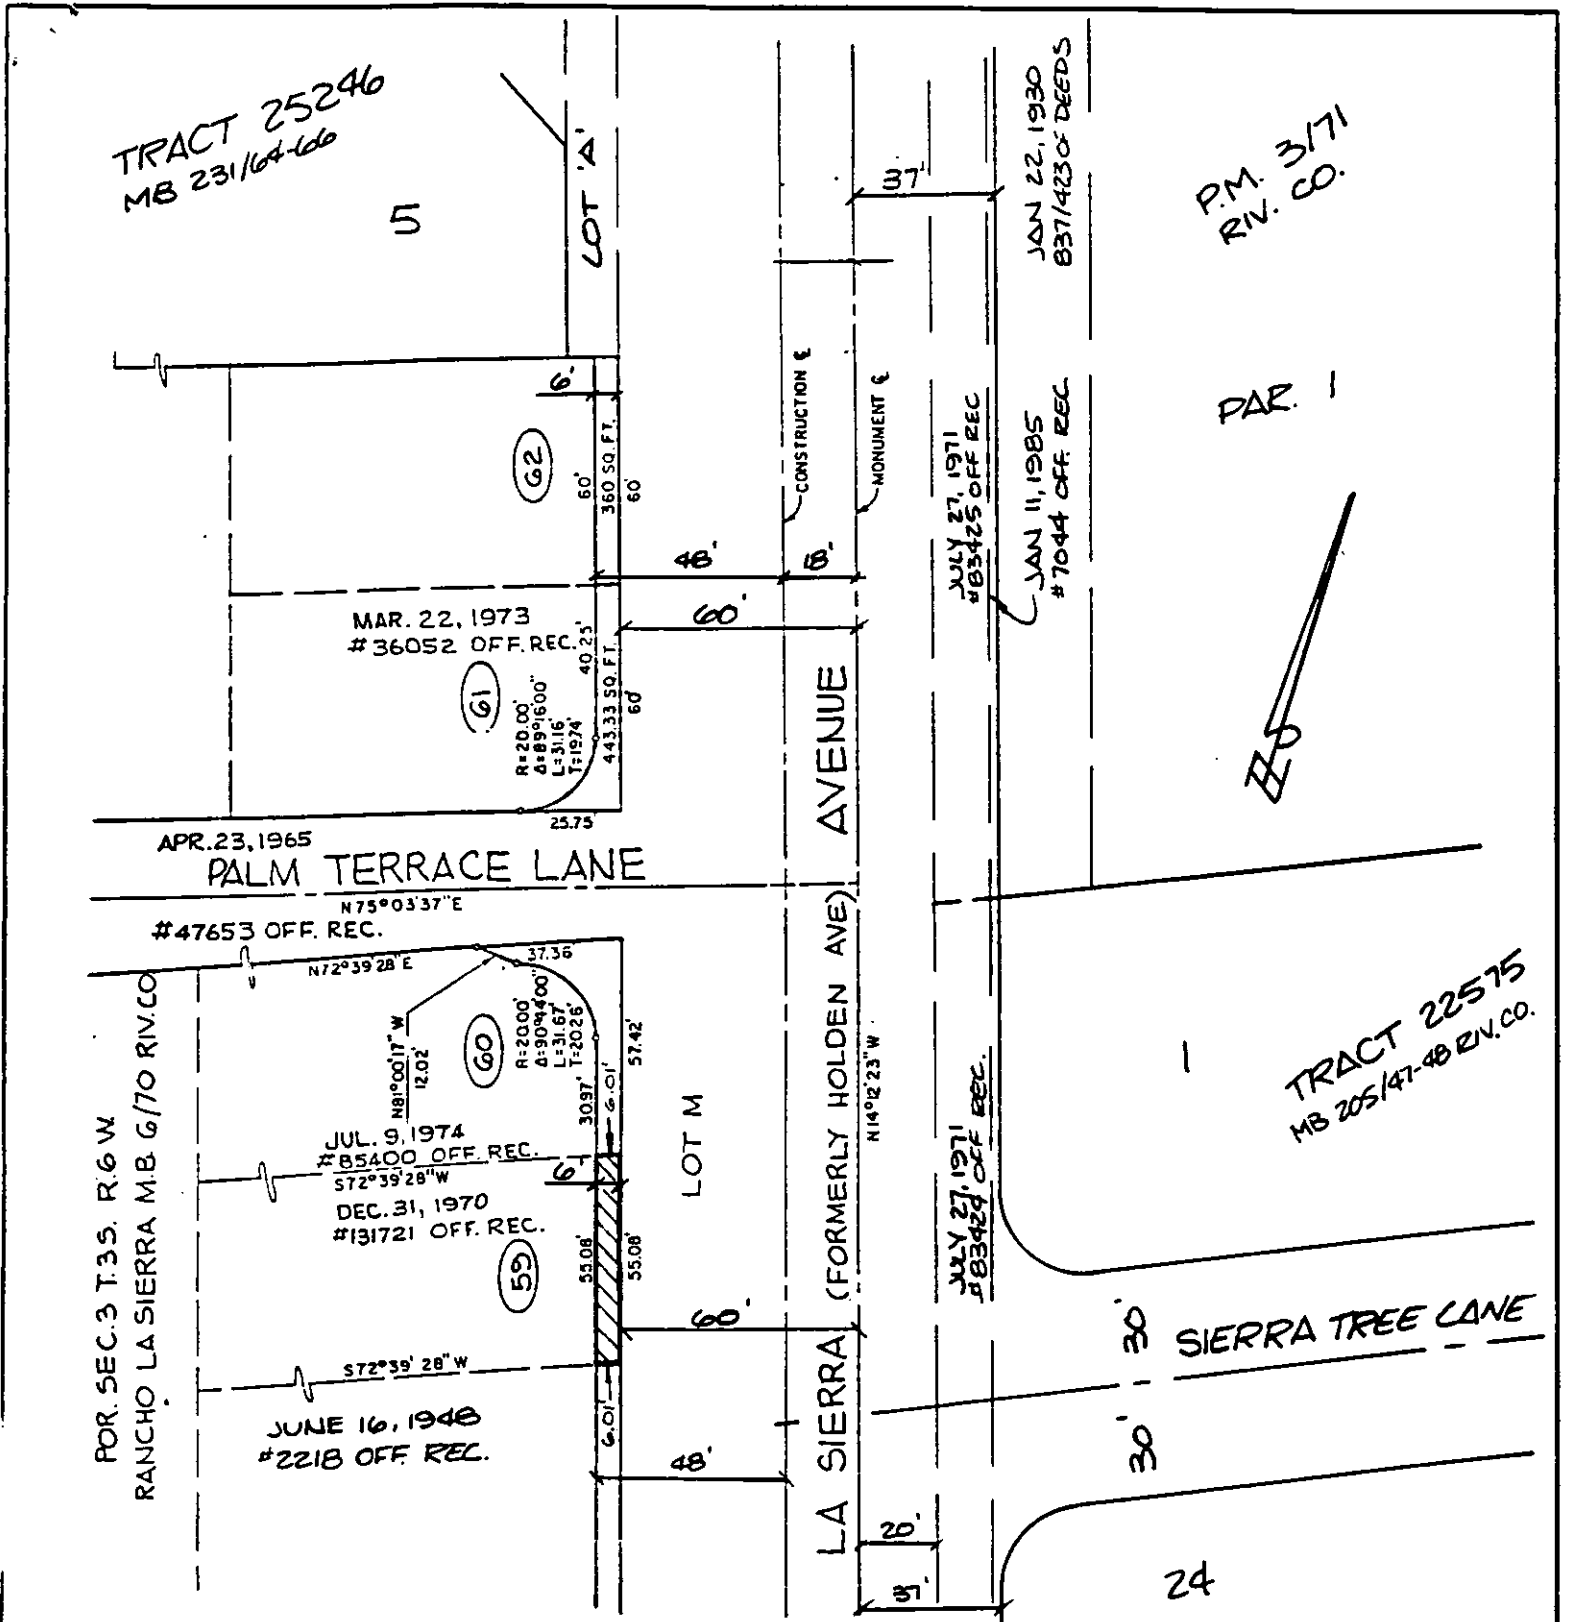 TRACT 25246
MB 231/64-66
5
LOT 'A'
37'
JAN 22, 1930
837/423 OF DEEDS
P.M. 3/71
RIV. CO.
PAR. 1
6'
62
60'
360 SQ. FT.
60'
CONSTRUCTION ℄
MONUMENT ℄
JULY 27, 1971
#83425 OFF REC
JAN 11, 1985
#7044 OFF. REC
48'
18'
60'
MAR. 22, 1973
#36052 OFF. REC.
61
R=20.00'
Δ=89°16'00"
L=31.16'
T=19.74'
40.25'
443.33 SQ. FT.
60'
25.75'
APR. 23, 1965
PALM TERRACE LANE
N75°03'37"E
#47653 OFF. REC.
N72°39'28"E
37.36'
N81°00'17"W
12.02'
60
R=20.00'
Δ=90°44'00"
L=31.67'
T=20.26'
30.97'
6.01'
57.42'
LOT M
JUL. 9, 1974
#85400 OFF. REC.
S72°39'28"W
6'
DEC. 31, 1970
#131721 OFF. REC.
59
55.08'
55.08'
60'
S72°39'28"W
JUNE 16, 1948
#2218 OFF. REC.
6.01'
48'
POR. SEC. 3 T.3S. R.6W.
RANCHO LA SIERRA M.B. 6/70 RIV.CO
LA SIERRA (FORMERLY HOLDEN AVE) AVENUE
N14°12'23"W
JULY 27, 1971
#83424 OFF REC.
1
TRACT 22575
MB 205/47-48 RIV. CO.
30'
SIERRA TREE LANE
30'
20'
37'
24